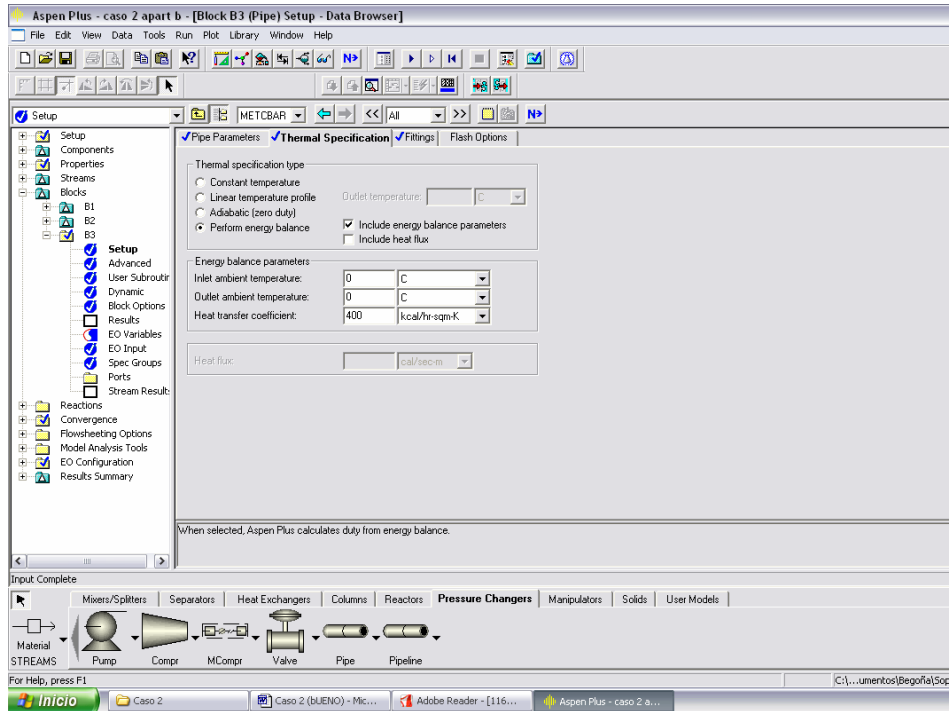 Aspen Plus - caso 2 apart b - [Block B3 (Pipe) Setup - Data Browser]
File Edit View Data Tools Run Plot Library Window Help
N>
Setup METCBAR << All >> N>
Setup
Components
Properties
Streams
Blocks
B1
B2
B3
Setup
Advanced
User Subroutir
Dynamic
Block Options
Results
EO Variables
EO Input
Spec Groups
Ports
Stream Result:
Reactions
Convergence
Flowsheeting Options
Model Analysis Tools
EO Configuration
Results Summary
Pipe Parameters Thermal Specification Fittings Flash Options
Thermal specification type
Constant temperature
Linear temperature profile Outlet temperature: C
Adiabatic (zero duty)
Perform energy balance Include energy balance parameters
Include heat flux
Energy balance parameters
Inlet ambient temperature: 0 C
Outlet ambient temperature: 0 C
Heat transfer coefficient: 400 kcal/hr-sqm-K
Heat flux: cal/sec-m
When selected, Aspen Plus calculates duty from energy balance.
Input Complete
Mixers/Splitters Separators Heat Exchangers Columns Reactors Pressure Changers Manipulators Solids User Models
Material
STREAMS Pump Compr MCompr Valve Pipe Pipeline
For Help, press F1 C:\...umentos\Begoña\Sop
Inicio Caso 2 Caso 2 (bUENO) - Mic... Adobe Reader - [116... Aspen Plus - caso 2 a...